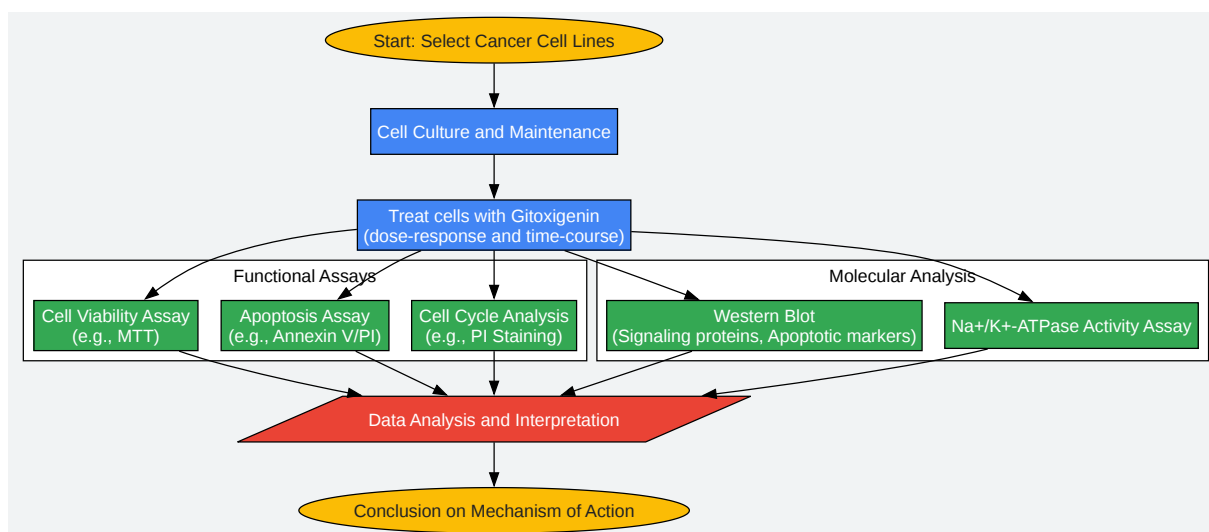 Start: Select Cancer Cell Lines
Cell Culture and Maintenance
Treat cells with Gitoxigenin
(dose-response and time-course)
Functional Assays
Molecular Analysis
Cell Viability Assay
(e.g., MTT)
Apoptosis Assay
(e.g., Annexin V/PI)
Cell Cycle Analysis
(e.g., PI Staining)
Western Blot
(Signaling proteins, Apoptotic markers)
Na+/K+-ATPase Activity Assay
Data Analysis and Interpretation
Conclusion on Mechanism of Action